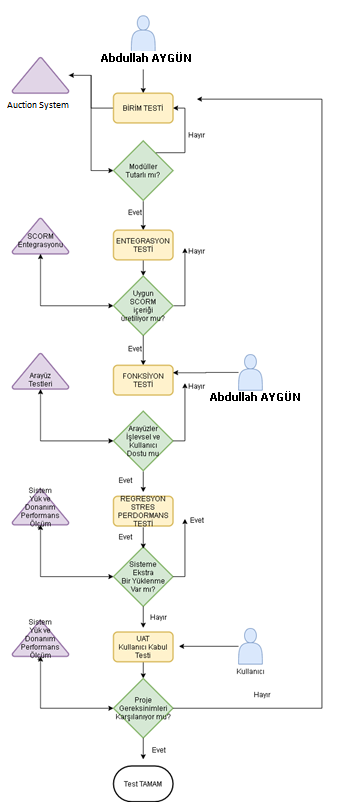 Abdullah AYGÜN
Auction System
BİRİM TESTİ
Hayır
Modüller
Tutarlı mı?
Evet
SCORM
Entegrasyonu
ENTEGRASYON
TESTİ
Hayır
Uygun
SCORM
içeriği
üretiliyor mu?
Evet
Arayüz
Testleri
FONKSİYON
TESTİ
Hayır
Abdullah AYGÜN
Arayüzler
İşlevsel ve
Kullanıcı
Dostu mu
Evet
Sistem
Yük ve
Donanım
Performans
Ölçüm
REGRESYON
STRES
PERDORMANS
TESTİ
Evet
Evet
Sisteme
Ekstra
Bir Yüklenme
Var mı?
Hayır
Sistem
Yük ve
Donanım
Performans
Ölçüm
UAT
Kullanıcı Kabul
Testi
Kullanıcı
Hayır
Proje
Gereksinimleri
Karşılanıyor mu?
Evet
Test TAMAM